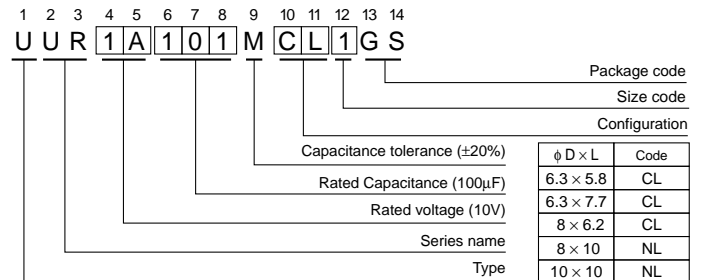 1 2 3 4 5 6 7 8 9 10 11 12 13 14
U U R 1 A 1 0 1 M C L 1 G S
Package code
Size code
Configuration
Capacitance tolerance (±20%)
Rated Capacitance (100μF)
Rated voltage (10V)
Series name
Type
ϕ D × L Code
6.3 × 5.8 CL
6.3 × 7.7 CL
8 × 6.2 CL
8 × 10 NL
10 × 10 NL